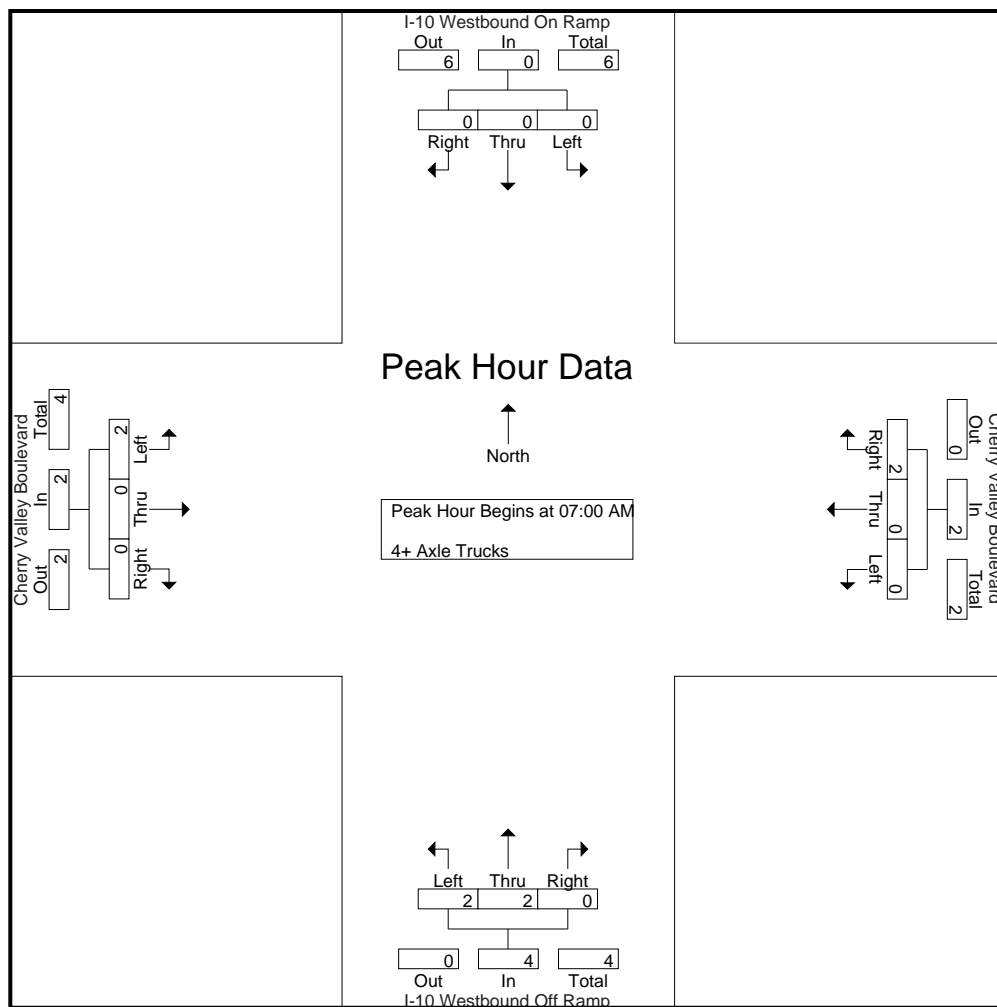 I-10 Westbound On Ramp
Out In Total
6 0 6
0 0 0
Right Thru Left
Peak Hour Data
North
Peak Hour Begins at 07:00 AM
4+ Axle Trucks
Cherry Valley Boulevard
Out In Total
2 2 4
Right Thru Left
0 0 2
Cherry Valley Boulevard
Out In Total
0 2 2
Right Thru Left
2 0 0
Left Thru Right
2 2 0
0 4 4
Out In Total
I-10 Westbound Off Ramp